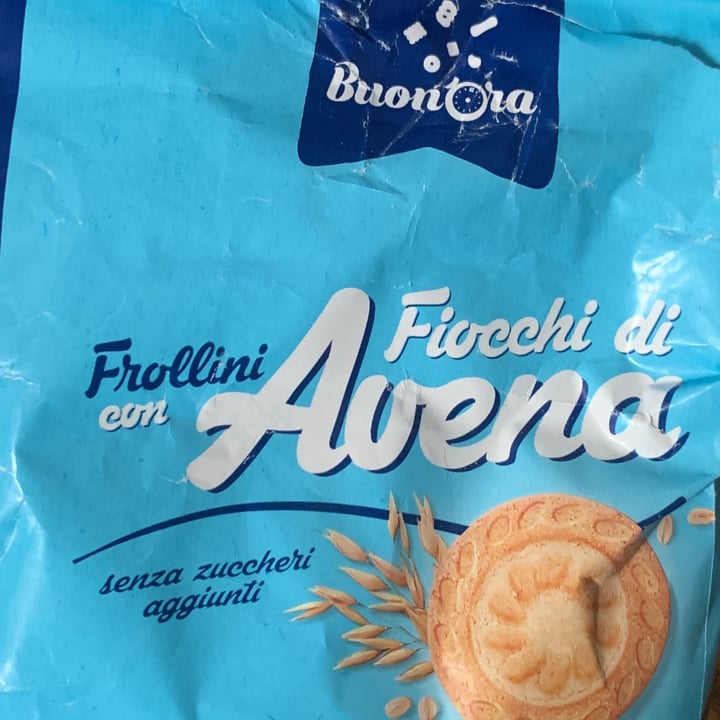 BuonOra
Frollini
con
Fiocchi di
Avena
senza zuccheri
aggiunti